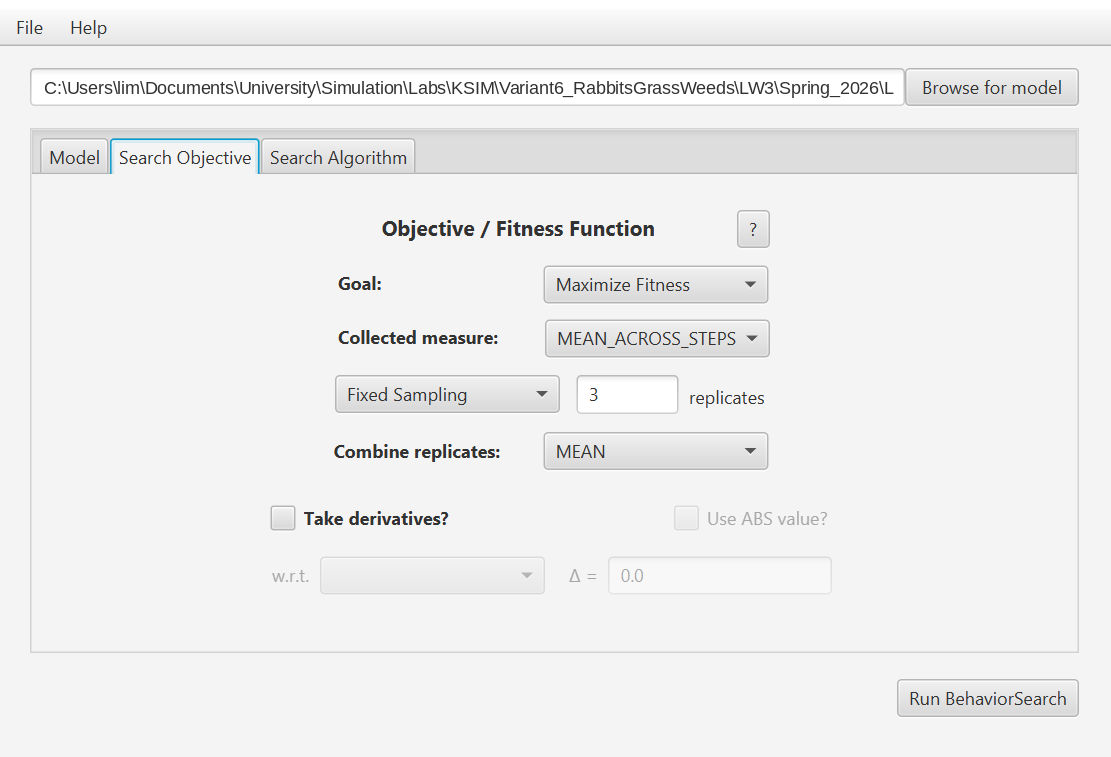 File Help
C:\Users\lim\Documents\University\Simulation\Labs\KSIM\Variant6_RabbitsGrassWeeds\LW3\Spring_2026\L Browse for model
Model Search Objective Search Algorithm
Objective / Fitness Function ?
Goal: Maximize Fitness
Collected measure: MEAN_ACROSS_STEPS
Fixed Sampling 3 replicates
Combine replicates: MEAN
Take derivatives? Use ABS value?
w.r.t. Δ = 0.0
Run BehaviorSearch